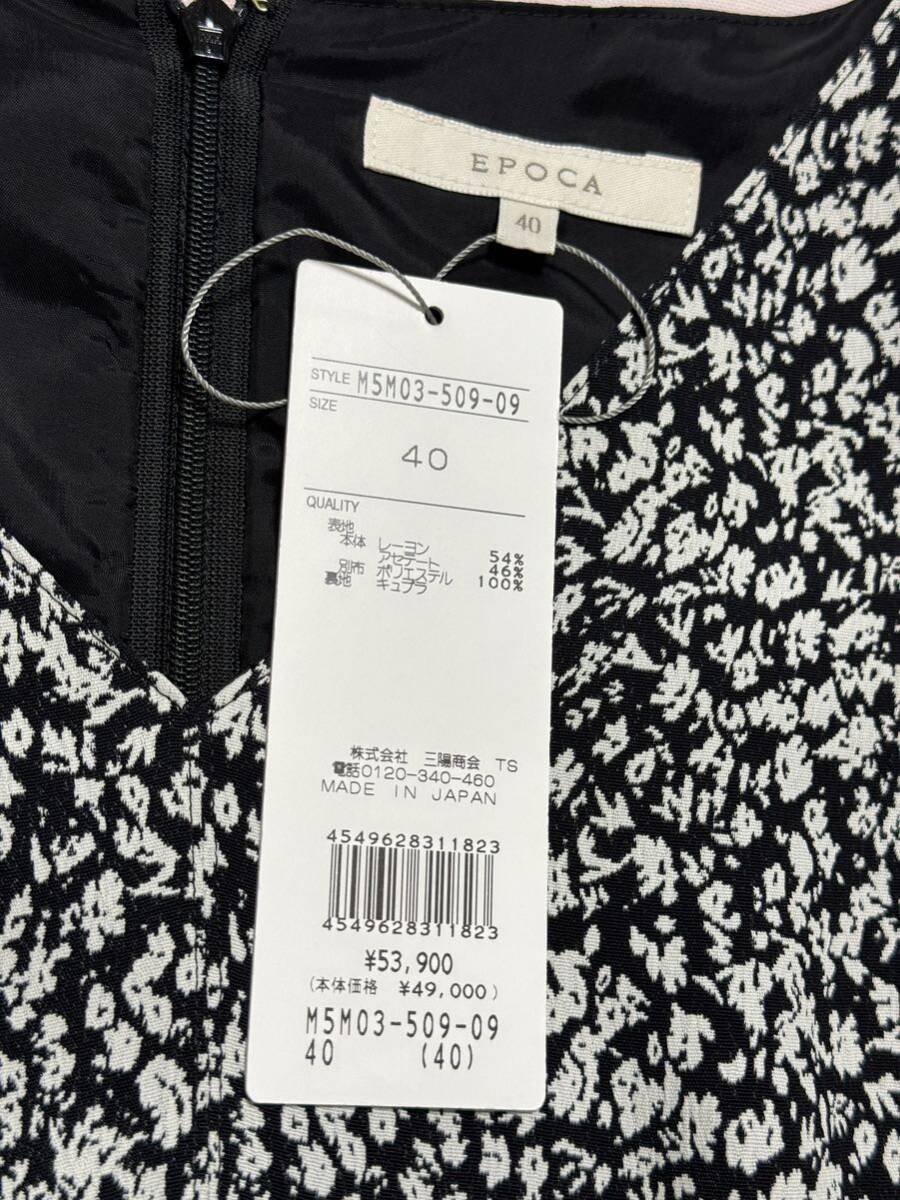 EPOCA
40
STYLE M5M03-509-09
SIZE
40
QUALITY
表地
本体 レーヨン 54%
アセテート 46%
別布 ポリエステル 100%
裏地 キュプラ
株式会社 三陽商会 TS
電話0120-340-460
MADE IN JAPAN
4549628311823
4549628311823
¥53,900
(本体価格 ¥49,000)
M5M03-509-09
40 (40)